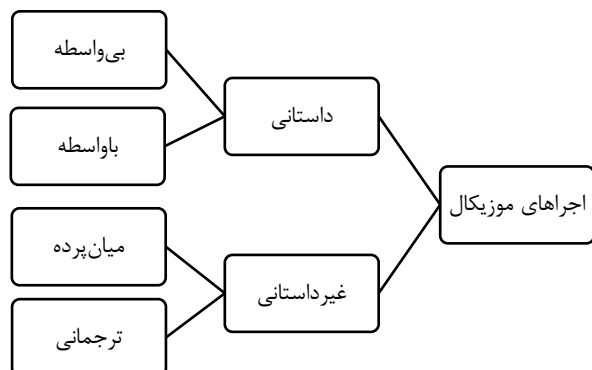 اجراهای موزیکال
داستانی
بی‌واسطه
باواسطه
غیرداستانی
میان‌پرده
ترجمانی